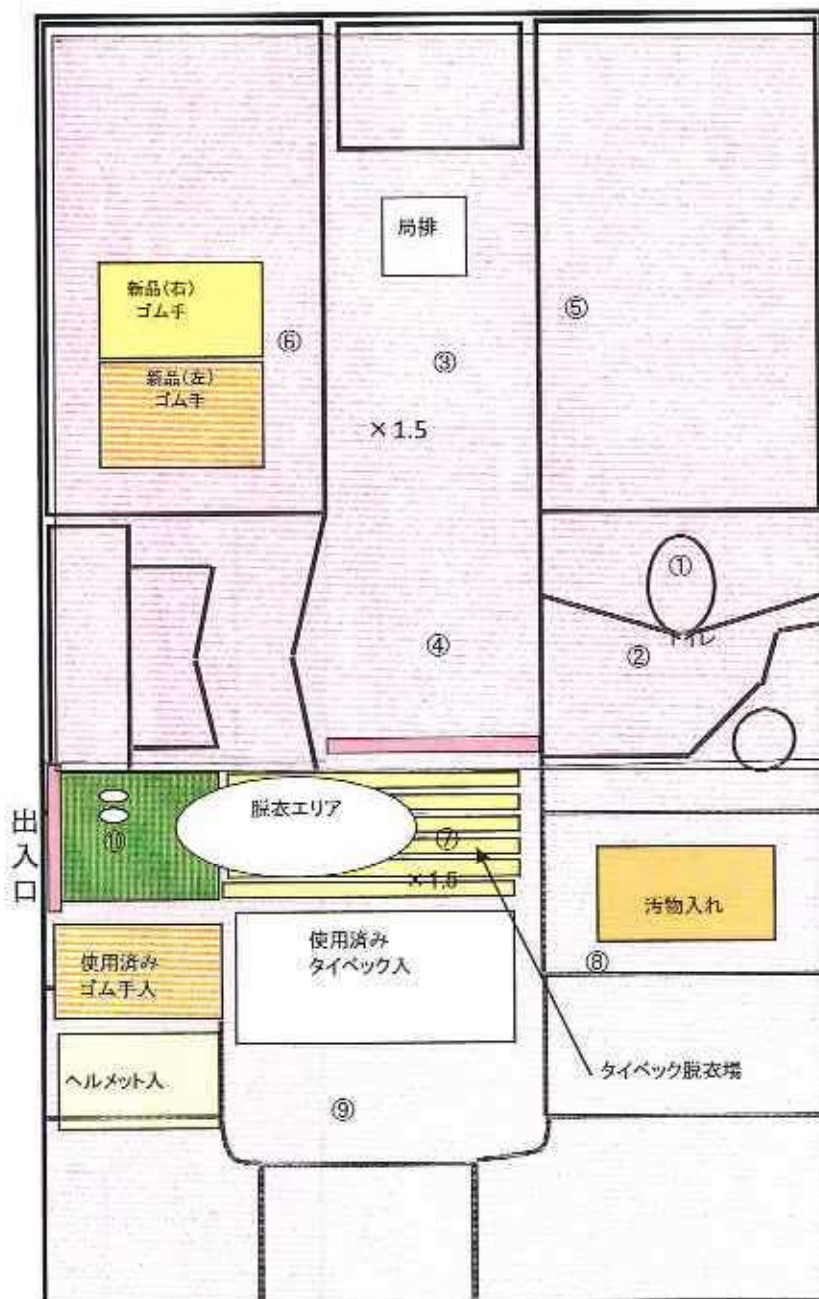 局排
新品(右)
ゴム手
⑥
⑤
③
新品(左)
ゴム手
×1.5
①
④
②
トイレ
出入口
脱衣エリア
⑩
⑦
×1.5
汚物入れ
使用済み
ゴム手入
使用済み
タイベック入
⑧
ヘルメット入
タイベック脱衣場
⑨